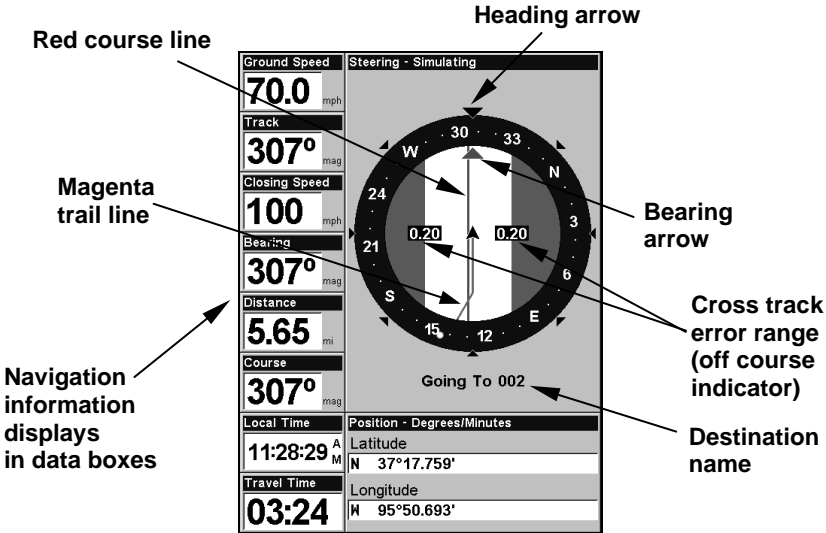 Heading arrow
Red course line
Magenta
trail line
Navigation
information
displays
in data boxes
Ground Speed
70.0 mph
Track
307º mag
Closing Speed
100 mph
Bearing
307º mag
Distance
5.65 mi
Course
307º mag
Local Time
11:28:29 AM
Travel Time
03:24
Steering - Simulating
30
33
N
3
6
E
12
15
S
21
24
W
0.20
0.20
Going To 002
Position - Degrees/Minutes
Latitude
N 37°17.759'
Longitude
W 95°50.693'
Bearing
arrow
Cross track
error range
(off course
indicator)
Destination
name